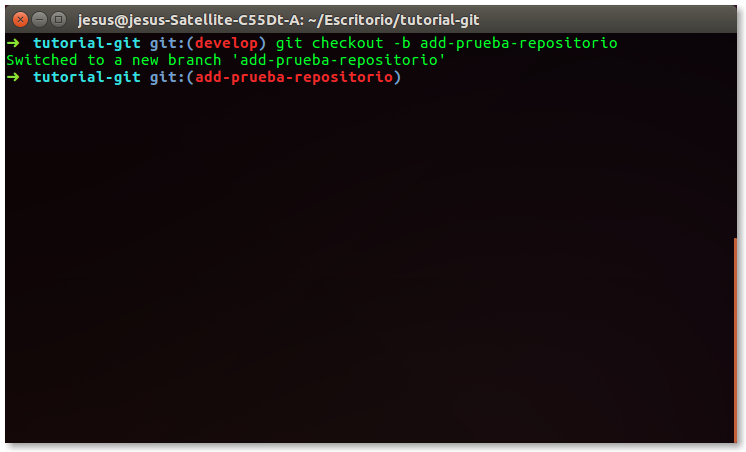 jesus@jesus-Satellite-C55Dt-A: ~/Escritorio/tutorial-git
➜ tutorial-git git:(develop) git checkout -b add-prueba-repositorio
Switched to a new branch 'add-prueba-repositorio'
➜ tutorial-git git:(add-prueba-repositorio)